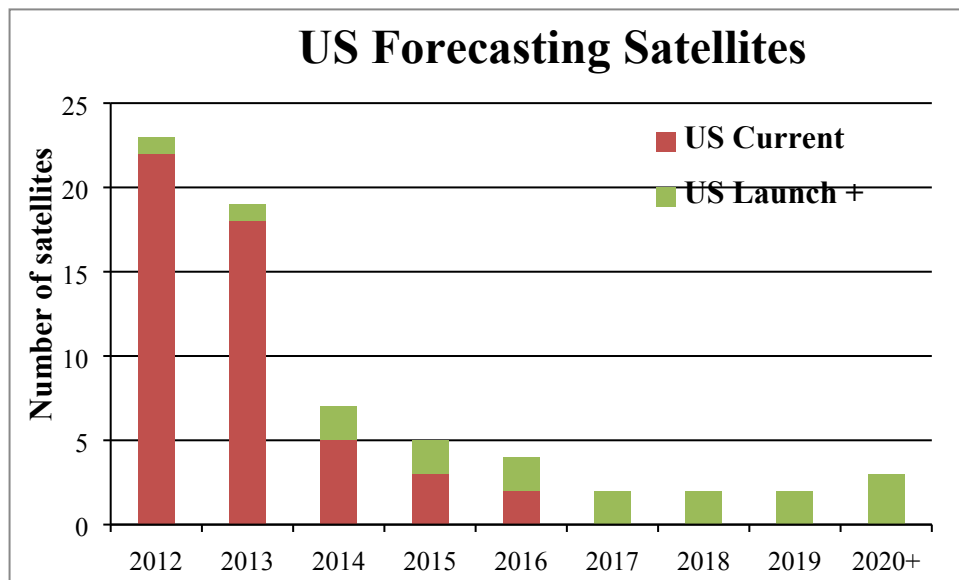 US Forecasting Satellites
25
20
15
10
5
0
Number of satellites
US Current
US Launch +
2012 2013 2014 2015 2016 2017 2018 2019 2020+